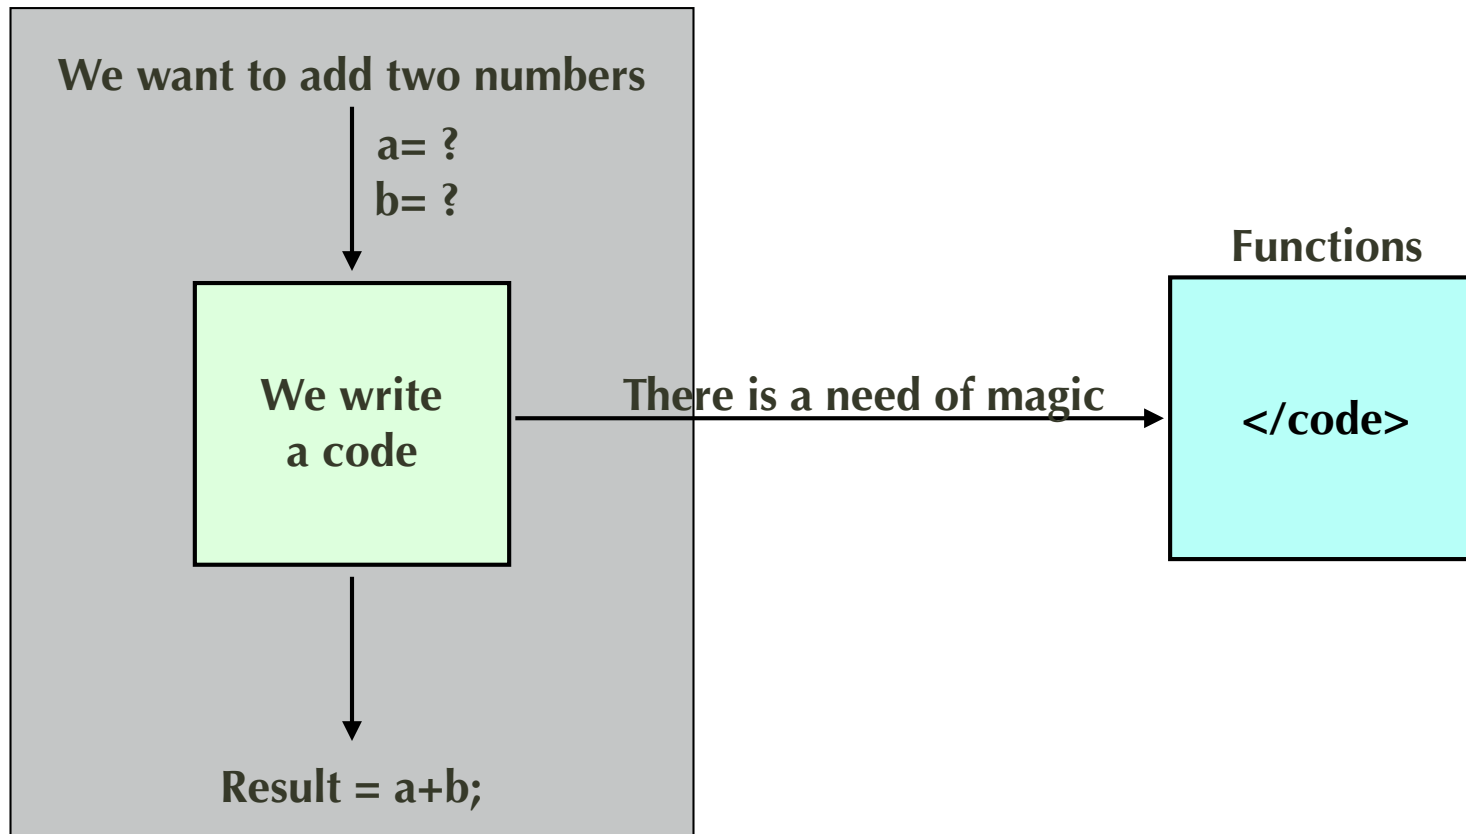 We want to add two numbers
a= ?
b= ?
Functions
We write
a code
There is a need of magic
</code>
Result = a+b;